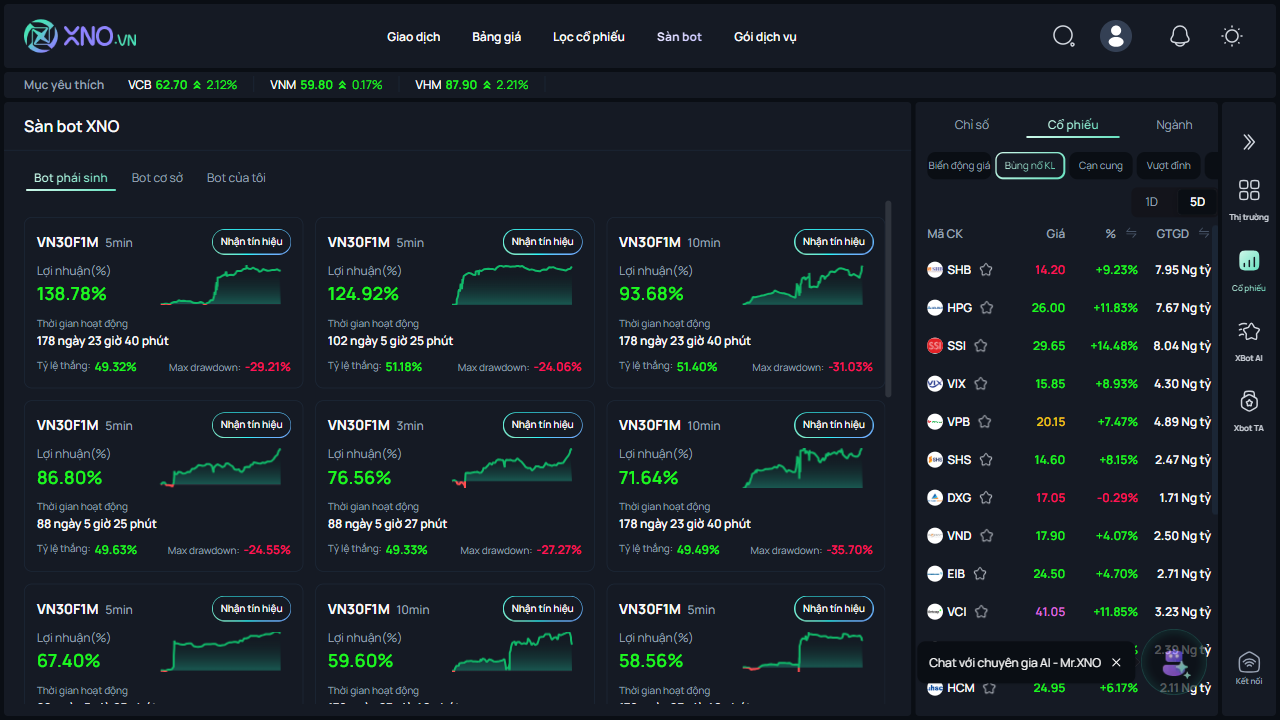 XNO.VN
Giao dịch Bảng giá Lọc cổ phiếu Sàn bot Gói dịch vụ
Mục yêu thích VCB 62.70 2.12% VNM 59.80 0.17% VHM 87.90 2.21%
Sàn bot XNO
Bot phái sinh Bot cơ sở Bot của tôi
VN30F1M 5min Nhận tín hiệu
Lợi nhuận(%)
138.78%
Thời gian hoạt động
178 ngày 23 giờ 40 phút
Tỷ lệ thắng: 49.32% Max drawdown: -29.21%
VN30F1M 5min Nhận tín hiệu
Lợi nhuận(%)
124.92%
Thời gian hoạt động
102 ngày 5 giờ 25 phút
Tỷ lệ thắng: 51.18% Max drawdown: -24.06%
VN30F1M 10min Nhận tín hiệu
Lợi nhuận(%)
93.68%
Thời gian hoạt động
178 ngày 23 giờ 40 phút
Tỷ lệ thắng: 51.40% Max drawdown: -31.03%
VN30F1M 5min Nhận tín hiệu
Lợi nhuận(%)
86.80%
Thời gian hoạt động
88 ngày 5 giờ 25 phút
Tỷ lệ thắng: 49.63% Max drawdown: -24.55%
VN30F1M 3min Nhận tín hiệu
Lợi nhuận(%)
76.56%
Thời gian hoạt động
88 ngày 5 giờ 27 phút
Tỷ lệ thắng: 49.33% Max drawdown: -27.27%
VN30F1M 10min Nhận tín hiệu
Lợi nhuận(%)
71.64%
Thời gian hoạt động
178 ngày 23 giờ 40 phút
Tỷ lệ thắng: 49.49% Max drawdown: -35.70%
VN30F1M 5min Nhận tín hiệu
Lợi nhuận(%)
67.40%
Thời gian hoạt động
VN30F1M 10min Nhận tín hiệu
Lợi nhuận(%)
59.60%
Thời gian hoạt động
VN30F1M 5min Nhận tín hiệu
Lợi nhuận(%)
58.56%
Thời gian hoạt động
Chỉ số Cổ phiếu Ngành
Biến động giá Bùng nổ KL Cạn cung Vượt đỉnh
1D 5D
Mã CK Giá % GTGD
SHB 14.20 +9.23% 7.95 Ng tỷ
HPG 26.00 +11.83% 7.67 Ng tỷ
SSI 29.65 +14.48% 8.04 Ng tỷ
VIX 15.85 +8.93% 4.30 Ng tỷ
VPB 20.15 +7.47% 4.89 Ng tỷ
SHS 14.60 +8.15% 2.47 Ng tỷ
DXG 17.05 -0.29% 1.71 Ng tỷ
VND 17.90 +4.07% 2.50 Ng tỷ
EIB 24.50 +4.70% 2.71 Ng tỷ
VCI 41.05 +11.85% 3.23 Ng tỷ
Chat với chuyên gia AI - Mr.XNO
HCM 24.95 +6.17% 2.11 Ng tỷ
Thị trường
Cổ phiếu
XBot AI
Xbot TA
Kết nối